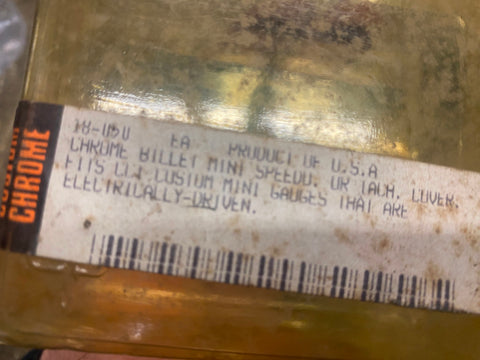 EA PRODUCT OF U.S.A
CHROME BILLET MINI SPEEDO. OR TACH. COVER.
FITS CUSTOM MINI GAUGES THAT ARE
ELECTRICALLY-DRIVEN.
CUSTOM
CHROME